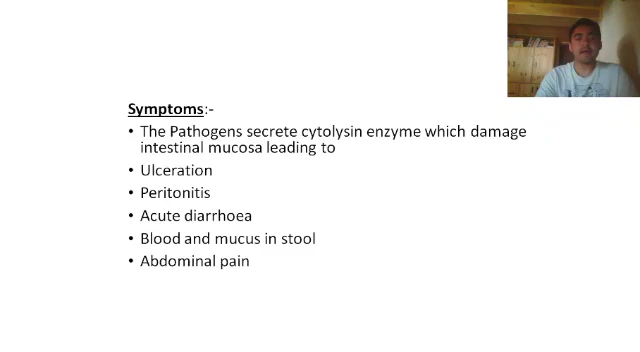 Symptoms:-
• The Pathogens secrete cytolysin enzyme which damage
intestinal mucosa leading to
• Ulceration
• Peritonitis
• Acute diarrhoea
• Blood and mucus in stool
• Abdominal pain